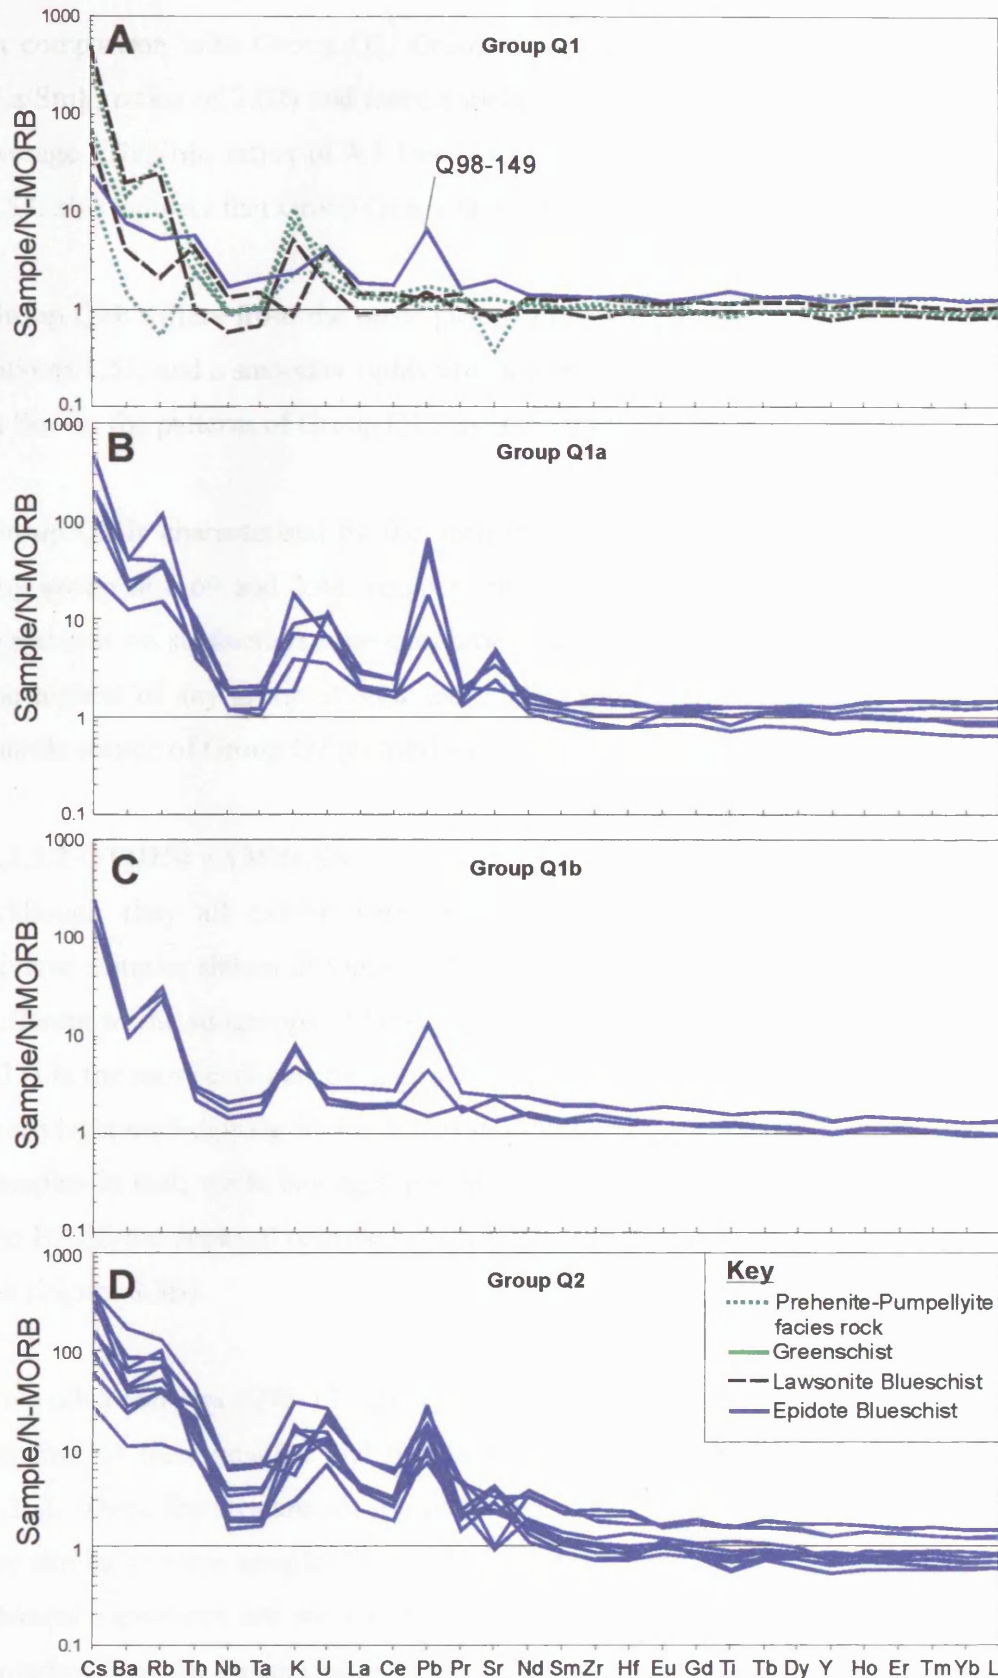 A
Group Q1
1000
100
10
1
0.1
Sample/N-MORB
Q98-149
B
Group Q1a
1000
100
10
1
0.1
Sample/N-MORB
C
Group Q1b
1000
100
10
1
0.1
Sample/N-MORB
D
Group Q2
1000
100
10
1
0.1
Sample/N-MORB
Key
Prehenite-Pumpellyite
facies rock
Greenschist
Lawsonite Blueschist
Epidote Blueschist
Cs Ba Rb Th Nb Ta K U La Ce Pb Pr Sr Nd Sm Zr Hf Eu Gd Ti Tb Dy Y Ho Er Tm Yb L